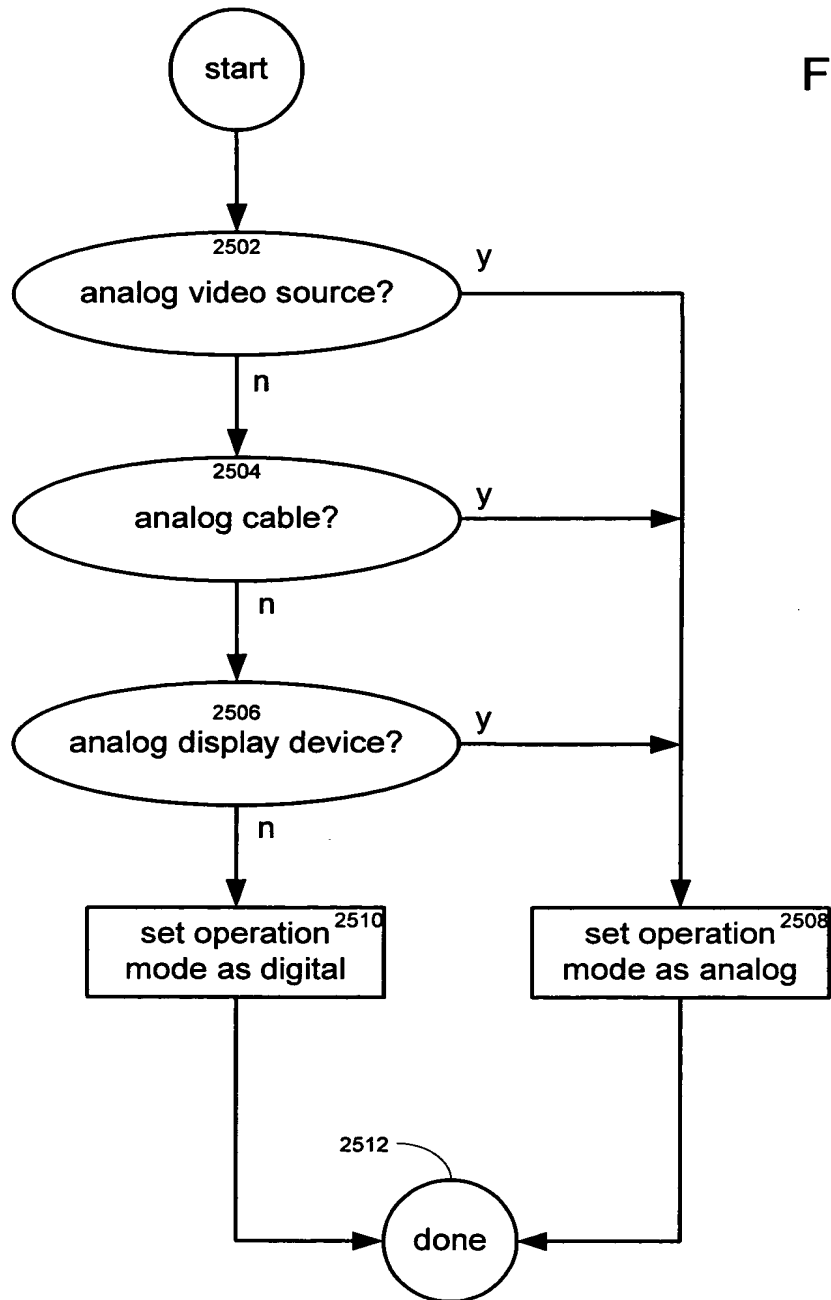 start
F
2502
analog video source?
y
n
2504
analog cable?
y
n
2506
analog display device?
y
n
set operation 2510
mode as digital
set operation 2508
mode as analog
2512
done